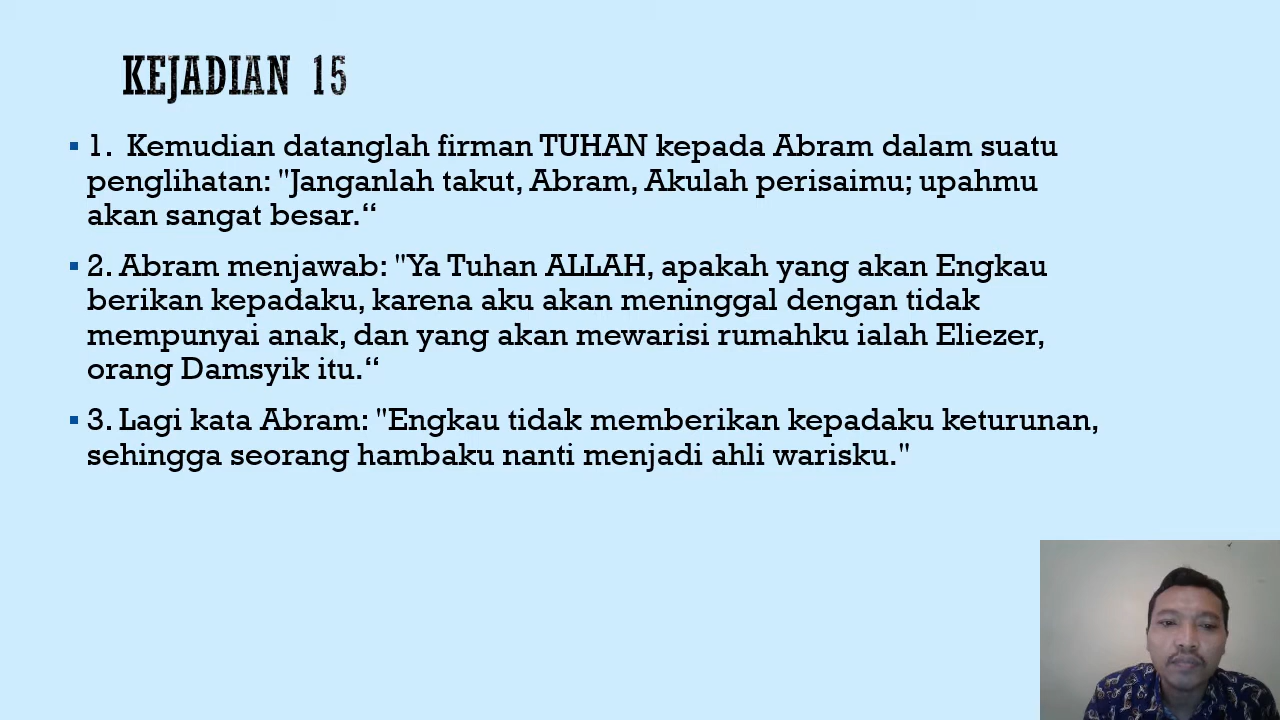 KEJADIAN 15
▪ 1.  Kemudian datanglah firman TUHAN kepada Abram dalam suatu
penglihatan: "Janganlah takut, Abram, Akulah perisaimu; upahmu
akan sangat besar.“
▪ 2. Abram menjawab: "Ya Tuhan ALLAH, apakah yang akan Engkau
berikan kepadaku, karena aku akan meninggal dengan tidak
mempunyai anak, dan yang akan mewarisi rumahku ialah Eliezer,
orang Damsyik itu.“
▪ 3. Lagi kata Abram: "Engkau tidak memberikan kepadaku keturunan,
sehingga seorang hambaku nanti menjadi ahli warisku."